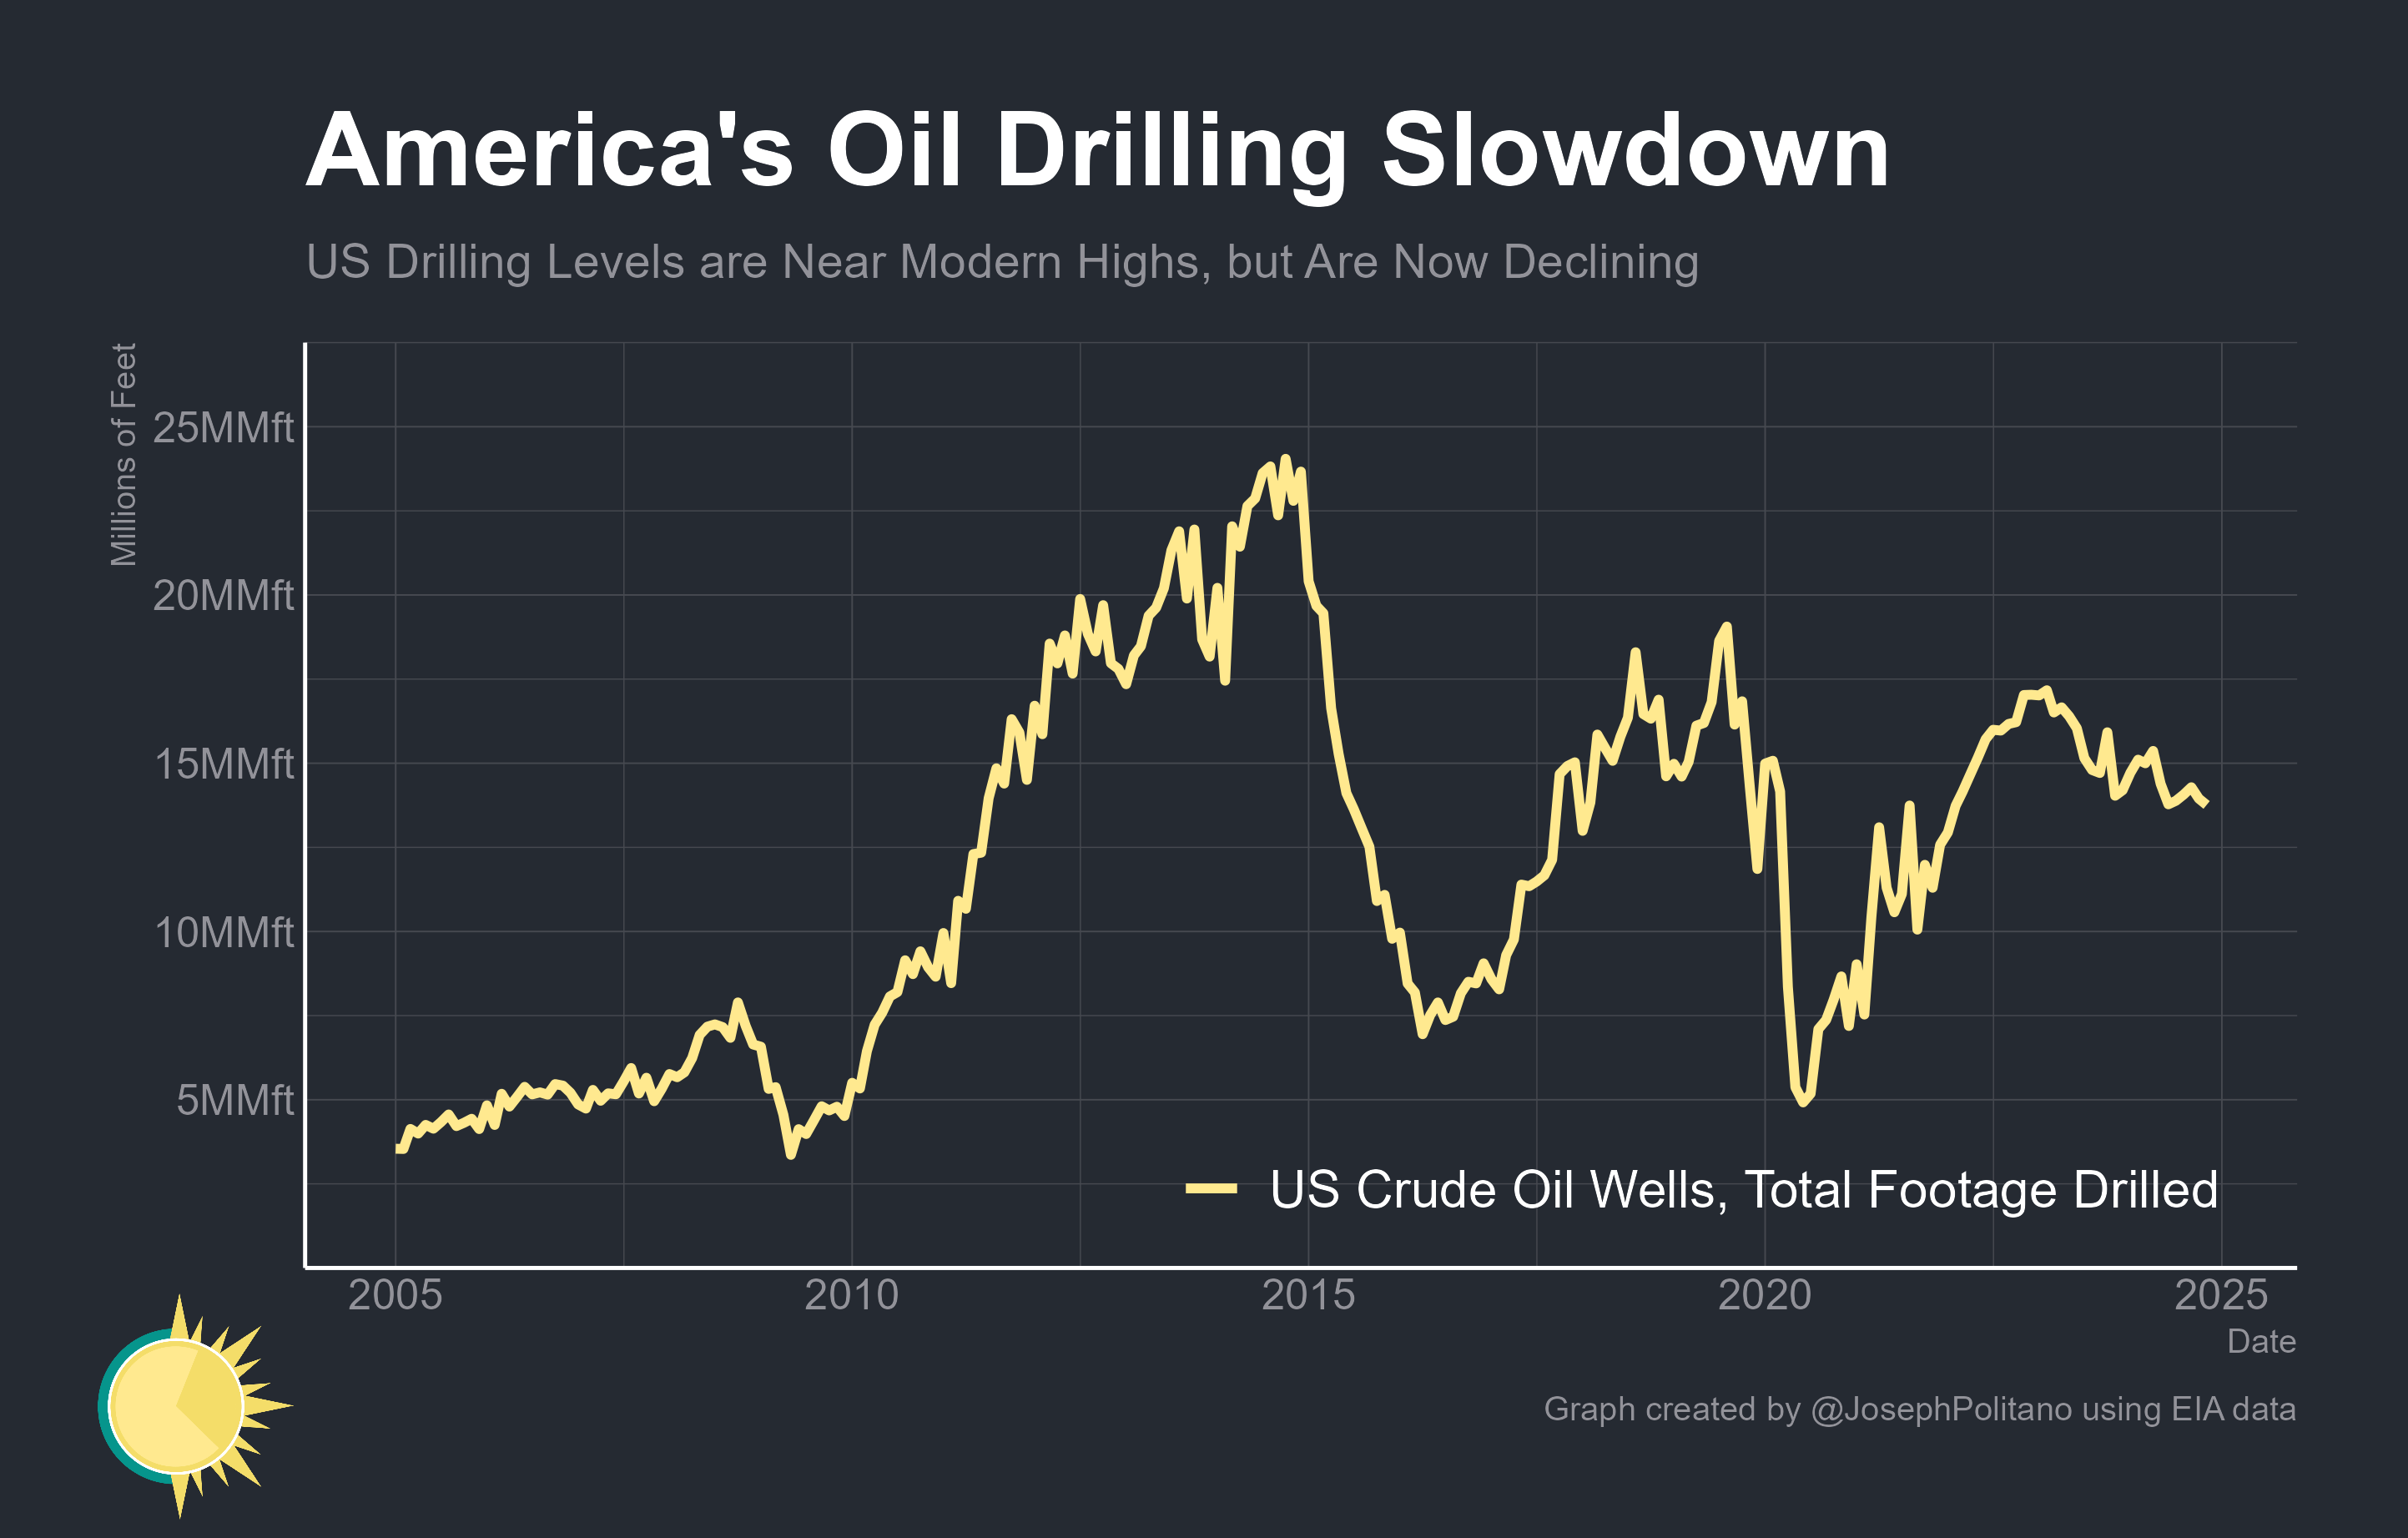 America's Oil Drilling Slowdown
US Drilling Levels are Near Modern Highs, but Are Now Declining
Millions of Feet
25MMft
20MMft
15MMft
10MMft
5MMft
US Crude Oil Wells, Total Footage Drilled
2005
2010
2015
2020
2025
Date
Graph created by @JosephPolitano using EIA data